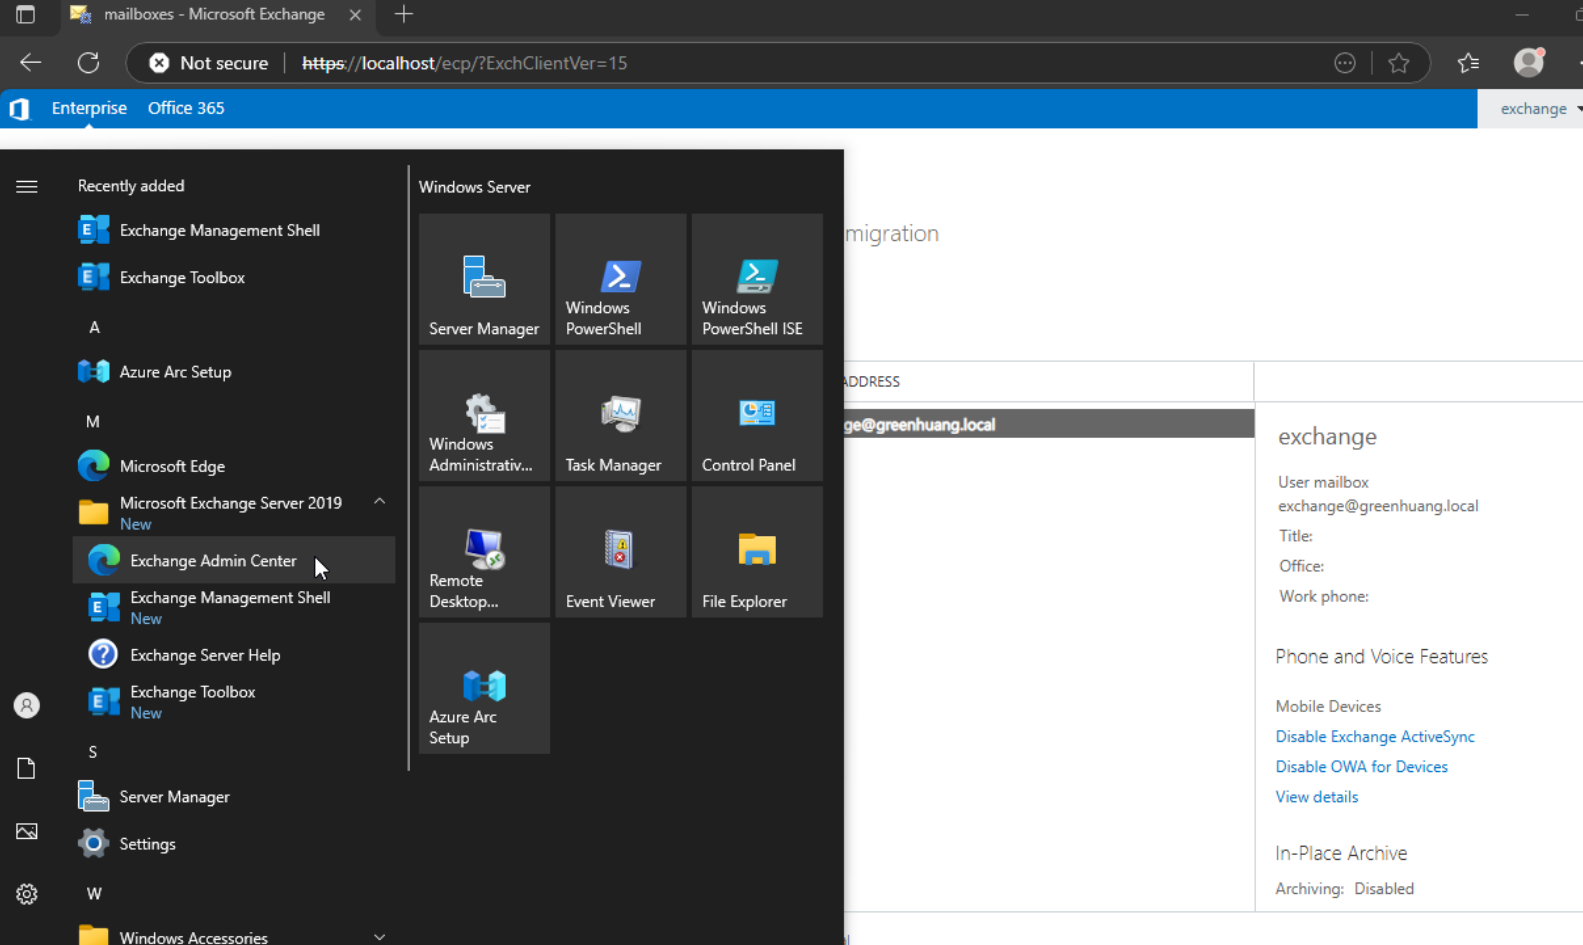 mailboxes - Microsoft Exchange
Not secure
https://localhost/ecp/?ExchClientVer=15
Enterprise
Office 365
exchange
Recently added
Exchange Management Shell
Exchange Toolbox
A
Azure Arc Setup
M
Microsoft Edge
Microsoft Exchange Server 2019
New
Exchange Admin Center
Exchange Management Shell
New
Exchange Server Help
Exchange Toolbox
New
S
Server Manager
Settings
W
Windows Accessories
Windows Server
Server Manager
Windows
PowerShell
Windows
PowerShell ISE
Windows
Administrativ...
Task Manager
Control Panel
Remote
Desktop...
Event Viewer
File Explorer
Azure Arc
Setup
migration
ADDRESS
ge@greenhuang.local
exchange
User mailbox
exchange@greenhuang.local
Title:
Office:
Work phone:
Phone and Voice Features
Mobile Devices
Disable Exchange ActiveSync
Disable OWA for Devices
View details
In-Place Archive
Archiving: Disabled